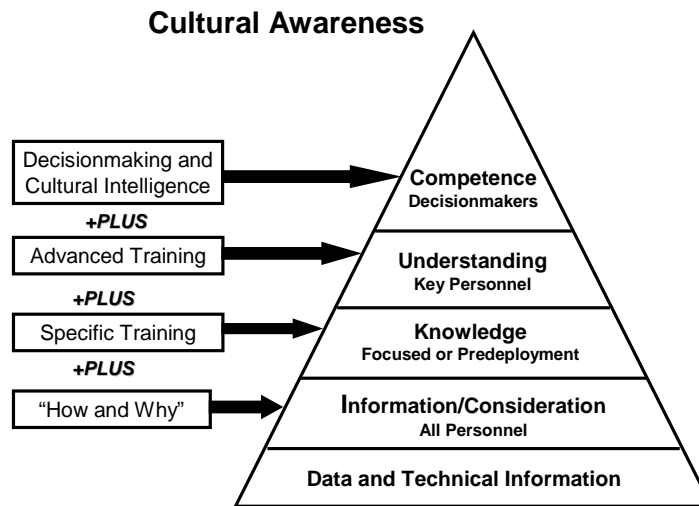 Cultural Awareness
Decisionmaking and
Cultural Intelligence
+PLUS
Advanced Training
+PLUS
Specific Training
+PLUS
“How and Why”
Competence
Decisionmakers
Understanding
Key Personnel
Knowledge
Focused or Predeployment
Information/Consideration
All Personnel
Data and Technical Information